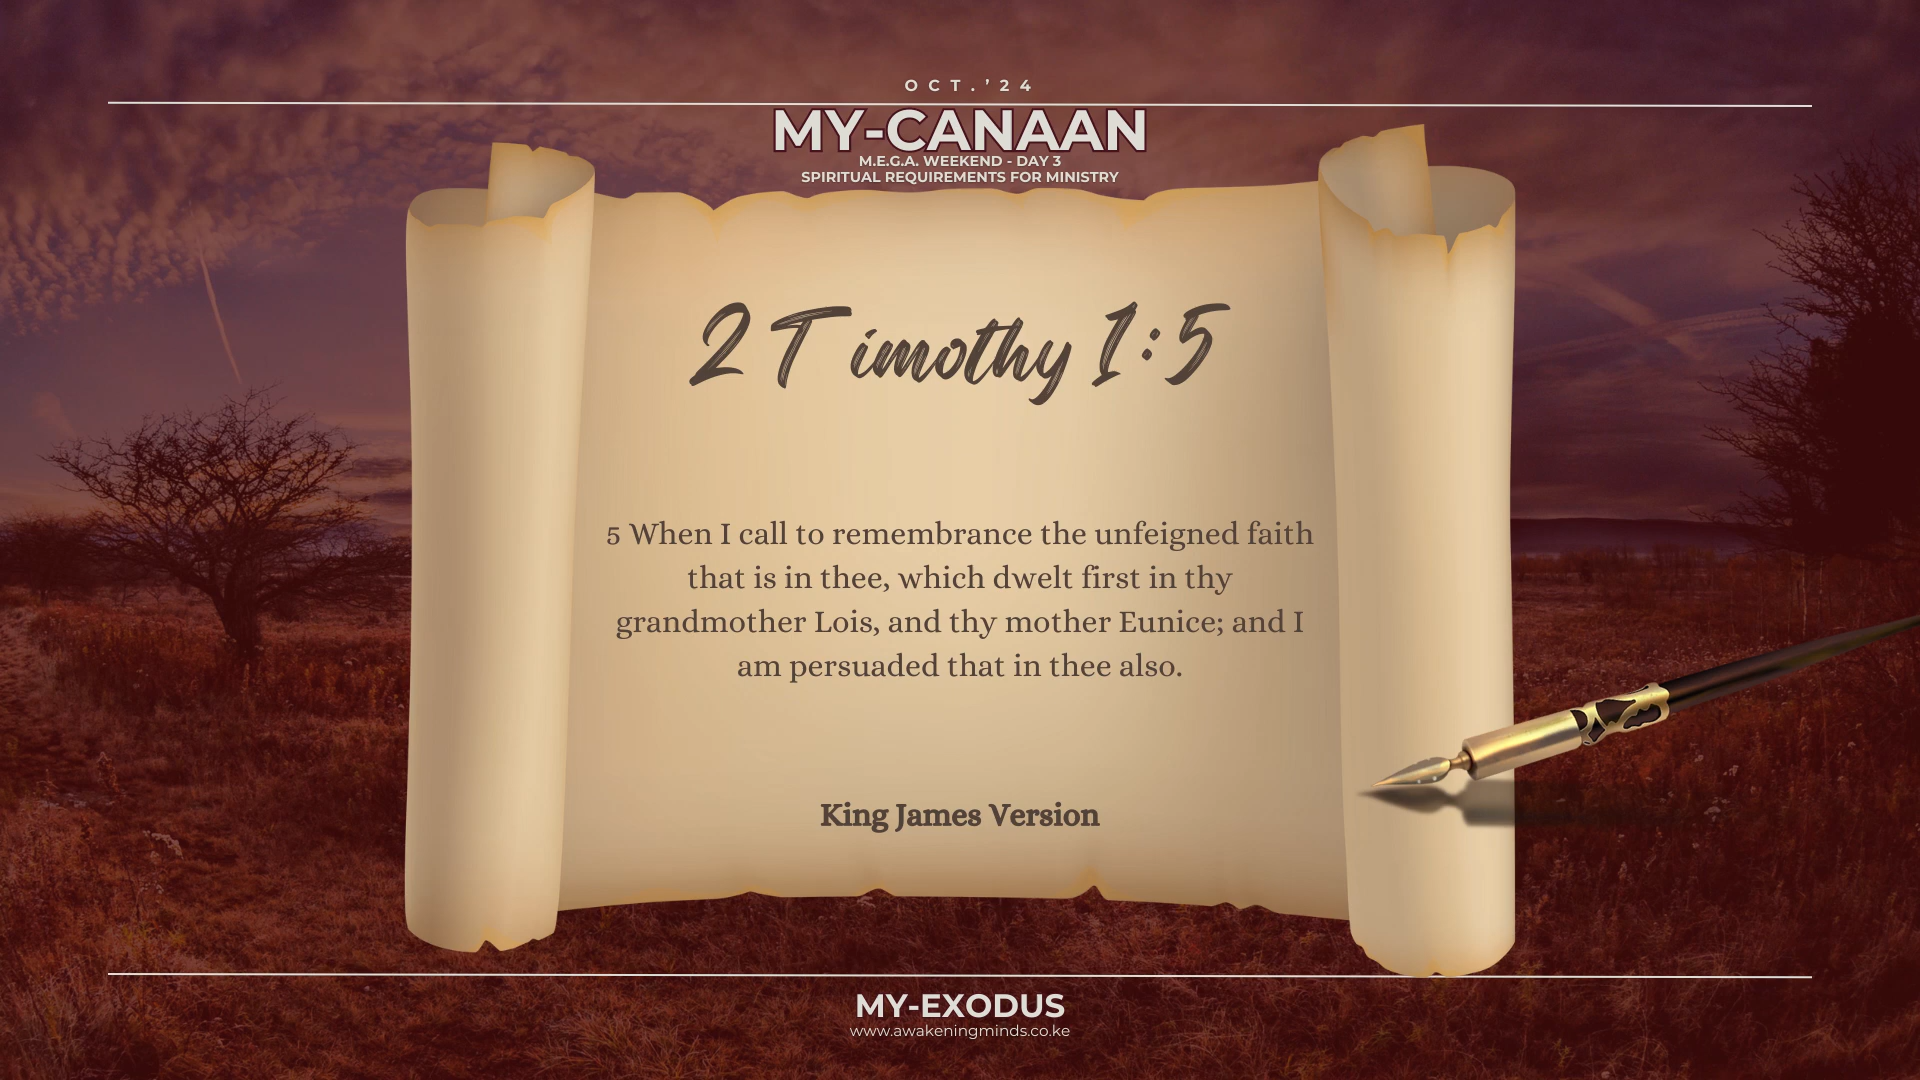 OCT.'24
MY-CANAAN
M.E.G.A. WEEKEND - DAY 3
SPIRITUAL REQUIREMENTS FOR MINISTRY
2 Timothy 1:5
5 When I call to remembrance the unfeigned faith
that is in thee, which dwelt first in thy
grandmother Lois, and thy mother Eunice; and I
am persuaded that in thee also.
King James Version
MY-EXODUS
www.awakeningminds.co.ke